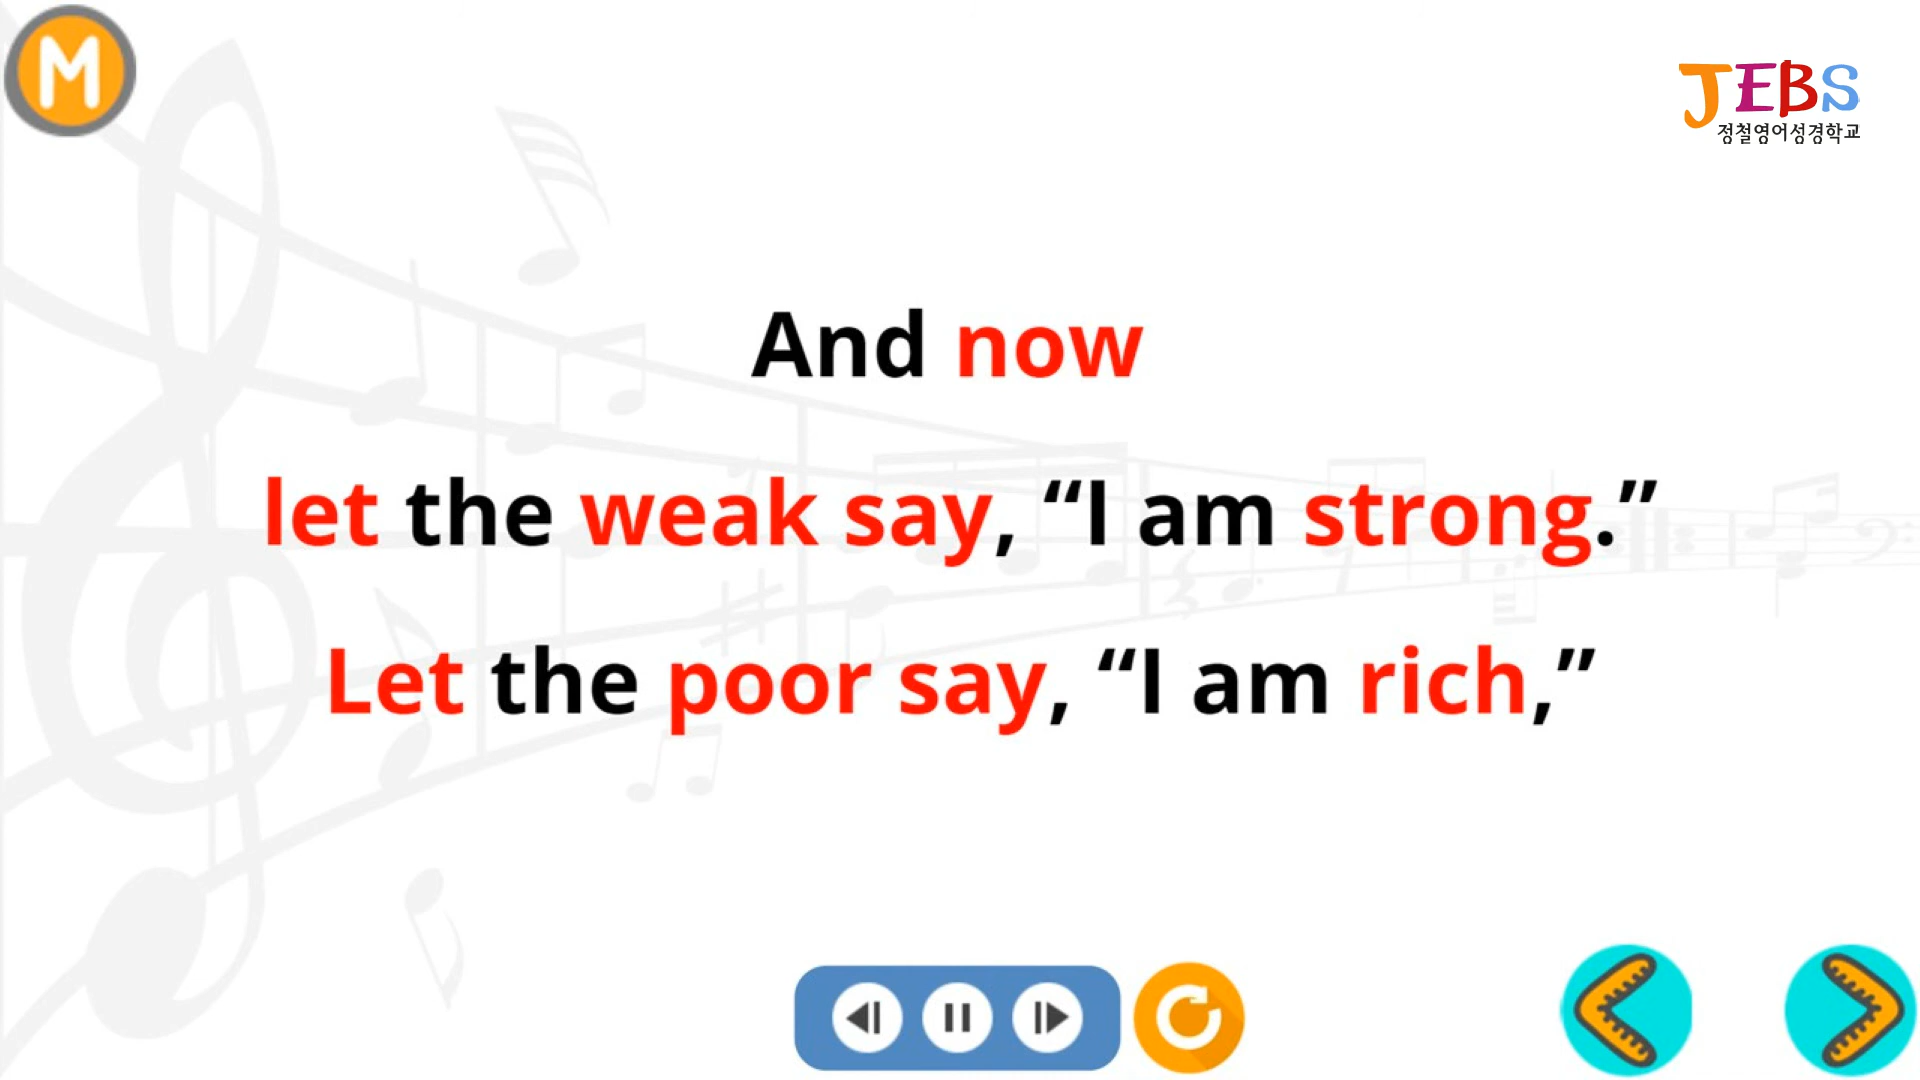 M
JEBS
정철영어성경학교
And now
let the weak say, “I am strong.”
Let the poor say, “I am rich,”